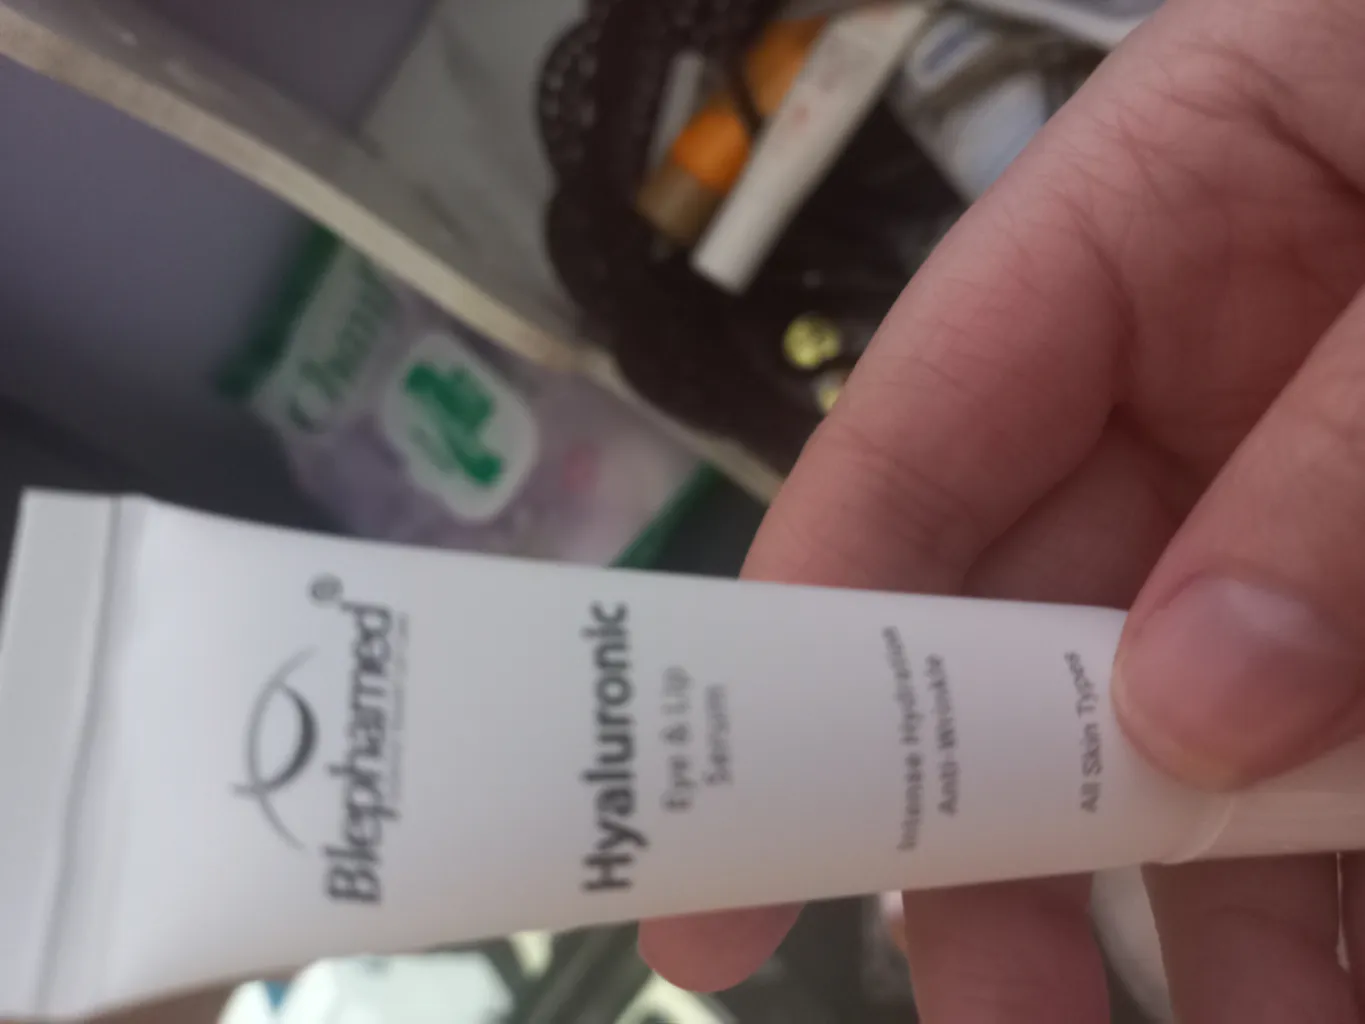 Blephamed®
Hyaluronic
Eye & Lip
Serum
Intense Hydration
Anti-Wrinkle
All Skin Types